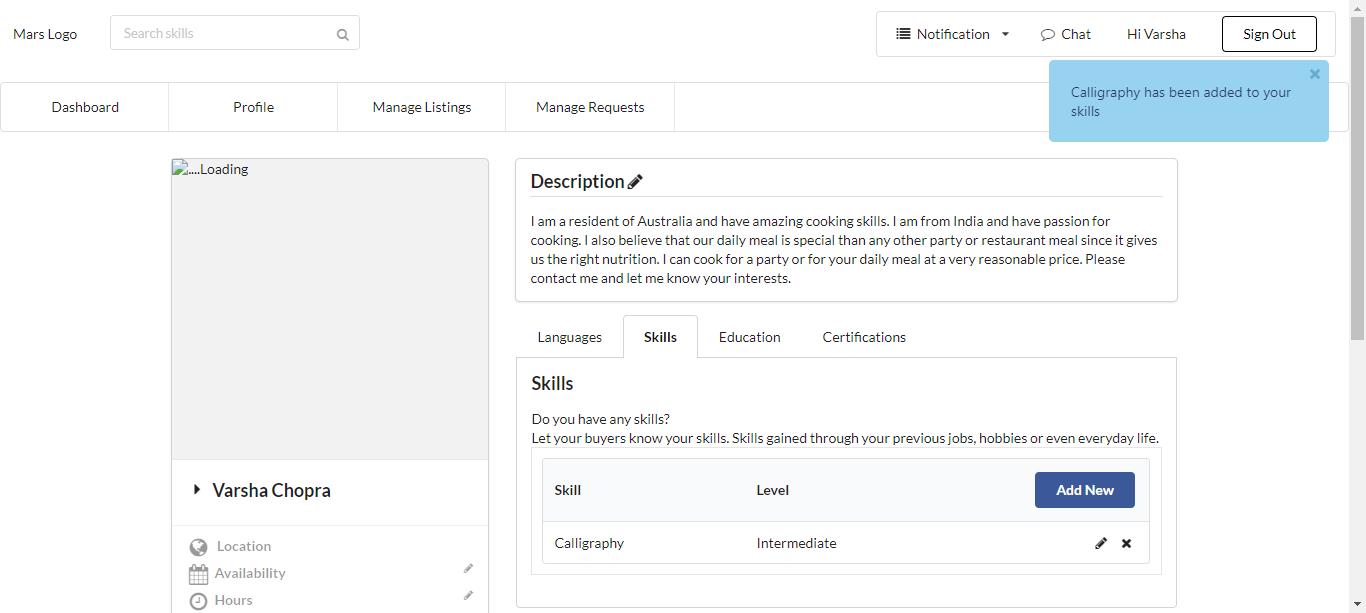 Mars Logo
Search skills
Notification
Chat
Hi Varsha
Sign Out
Calligraphy has been added to your
skills
Dashboard
Profile
Manage Listings
Manage Requests
....Loading
Description
I am a resident of Australia and have amazing cooking skills. I am from India and have passion for
cooking. I also believe that our daily meal is special than any other party or restaurant meal since it gives
us the right nutrition. I can cook for a party or for your daily meal at a very reasonable price. Please
contact me and let me know your interests.
Languages
Skills
Education
Certifications
Skills
Do you have any skills?
Let your buyers know your skills. Skills gained through your previous jobs, hobbies or even everyday life.
Skill
Level
Add New
Calligraphy
Intermediate
Varsha Chopra
Location
Availability
Hours